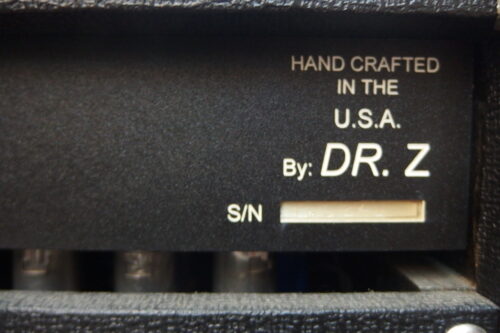 HAND CRAFTED
IN THE
U.S.A.
By: DR. Z
S/N